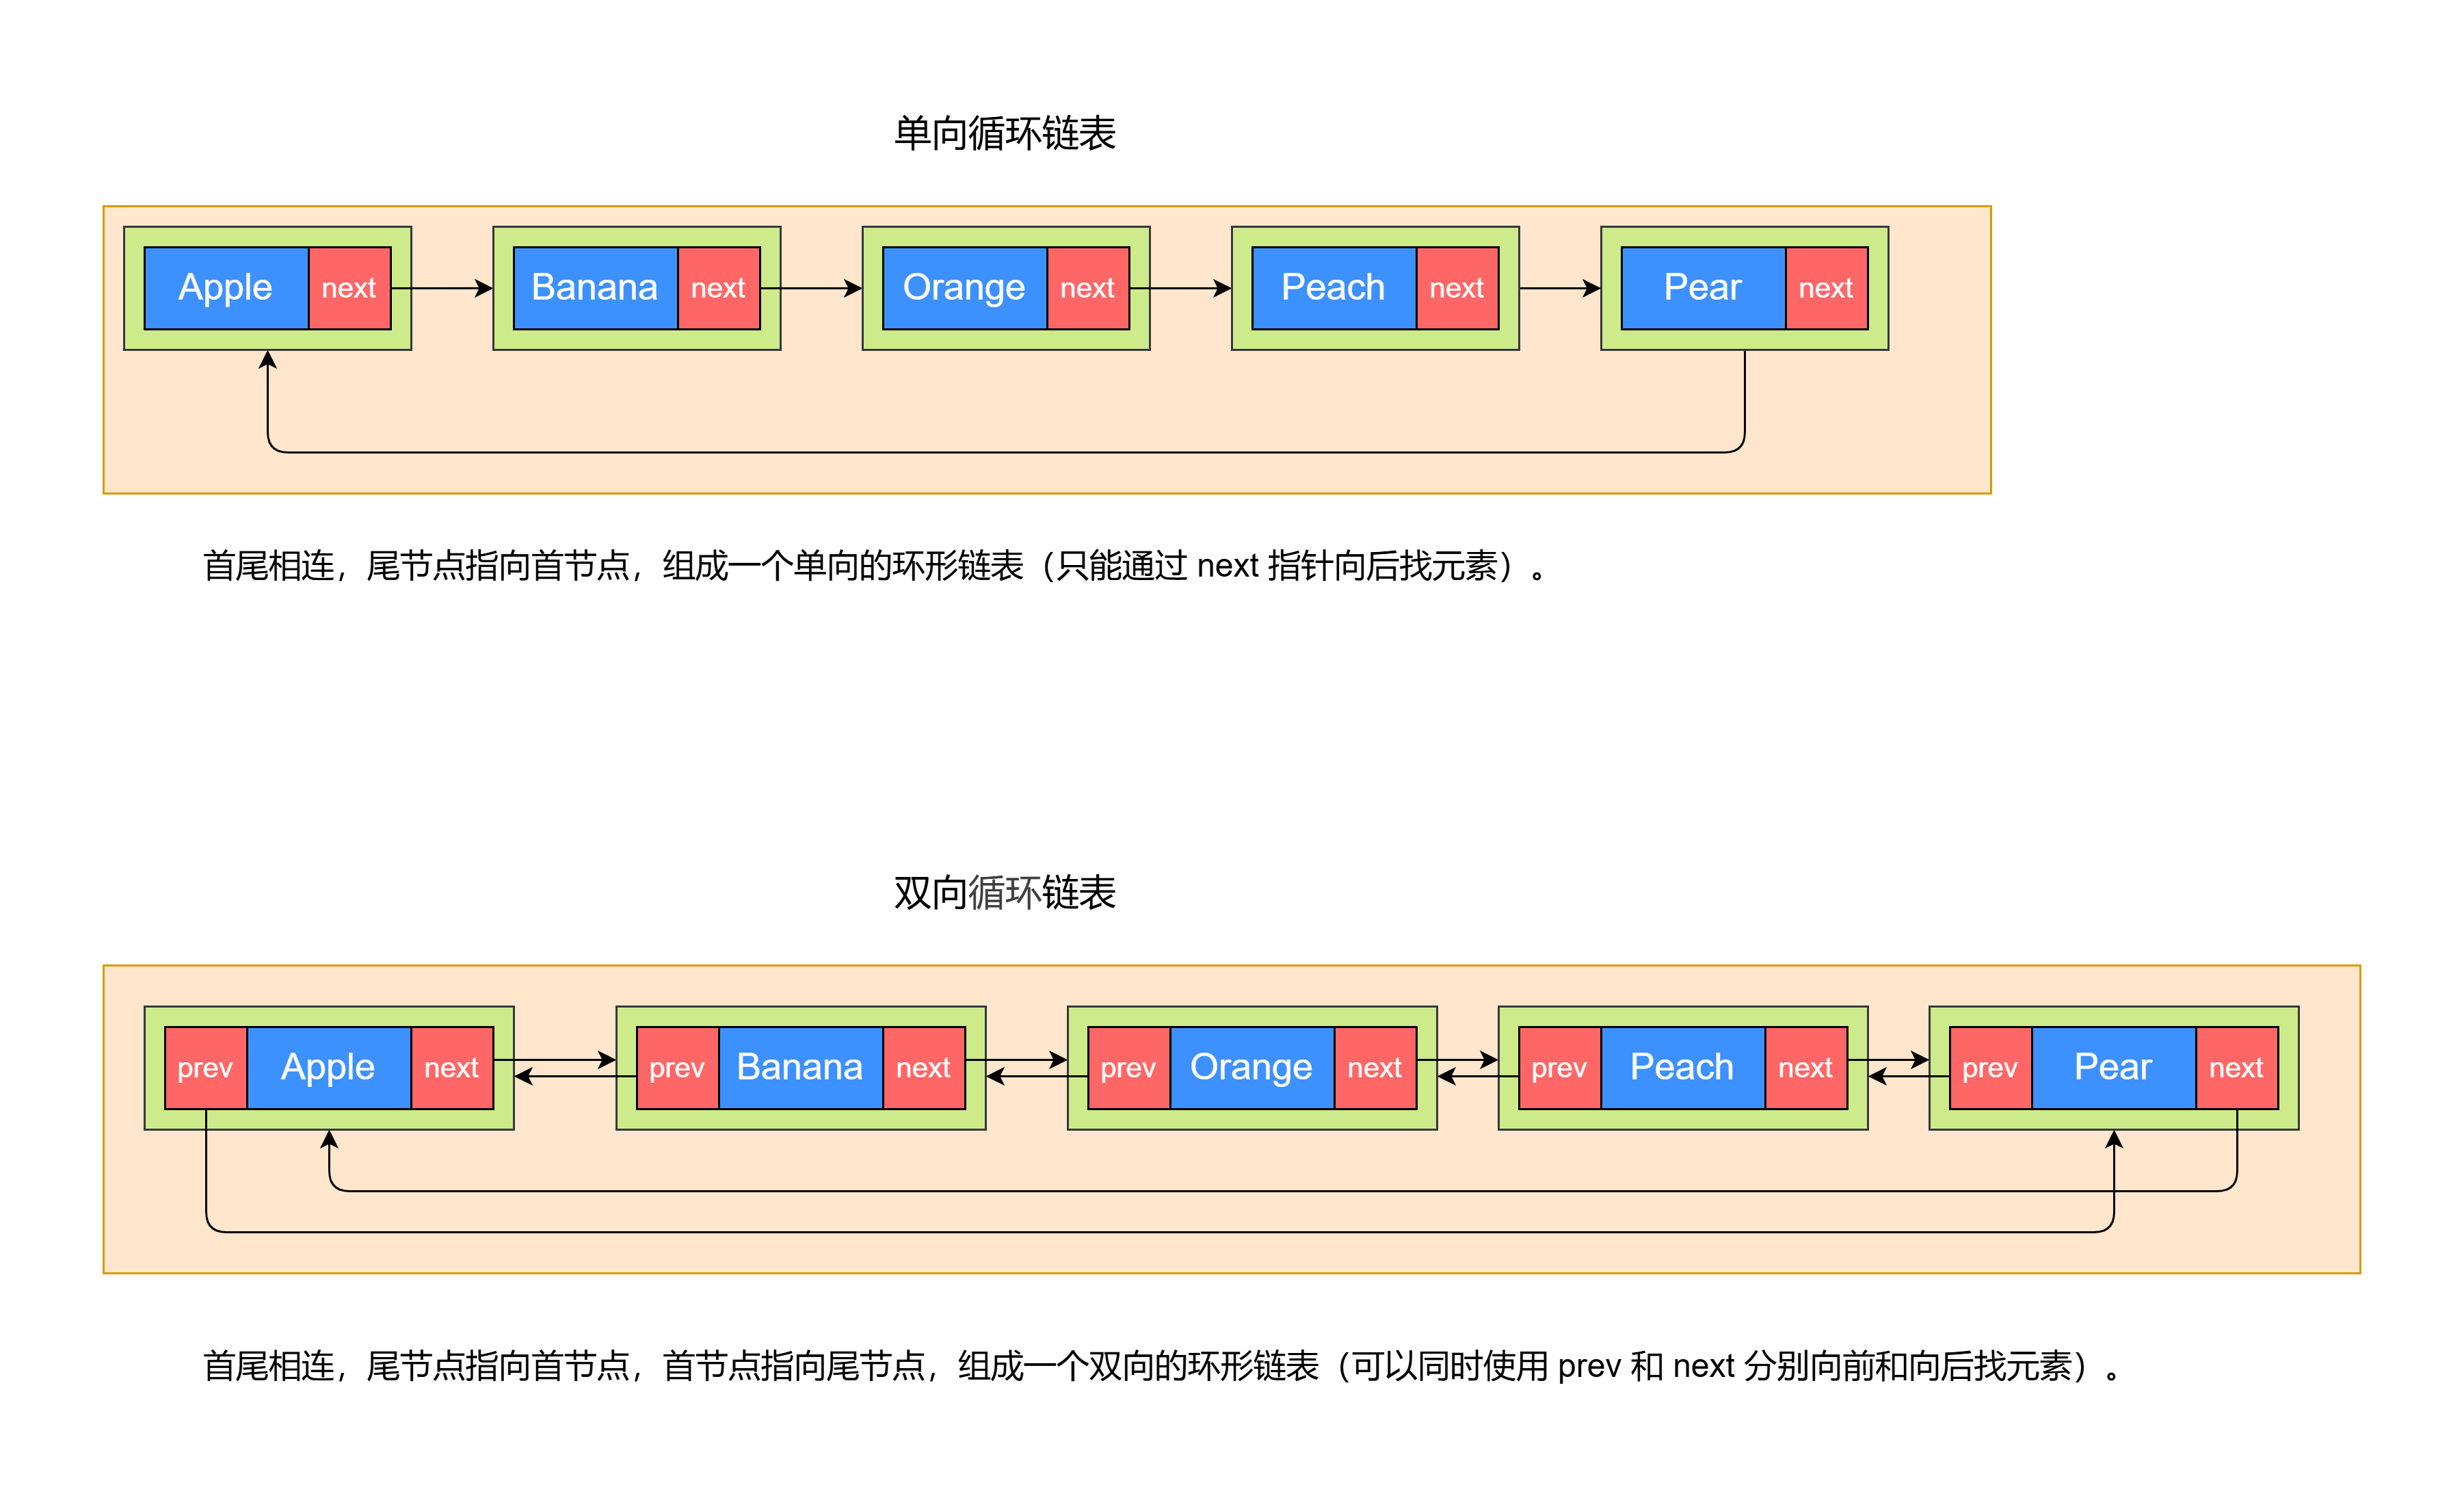 单向循环链表
Apple next Banana next Orange next Peach next Pear next
首尾相连，尾节点指向首节点，组成一个单向的环形链表（只能通过 next 指针向后找元素）。
双向循环链表
prev Apple next prev Banana next prev Orange next prev Peach next prev Pear next
首尾相连，尾节点指向首节点，首节点指向尾节点，组成一个双向的环形链表（可以同时使用 prev 和 next 分别向前和向后找元素）。